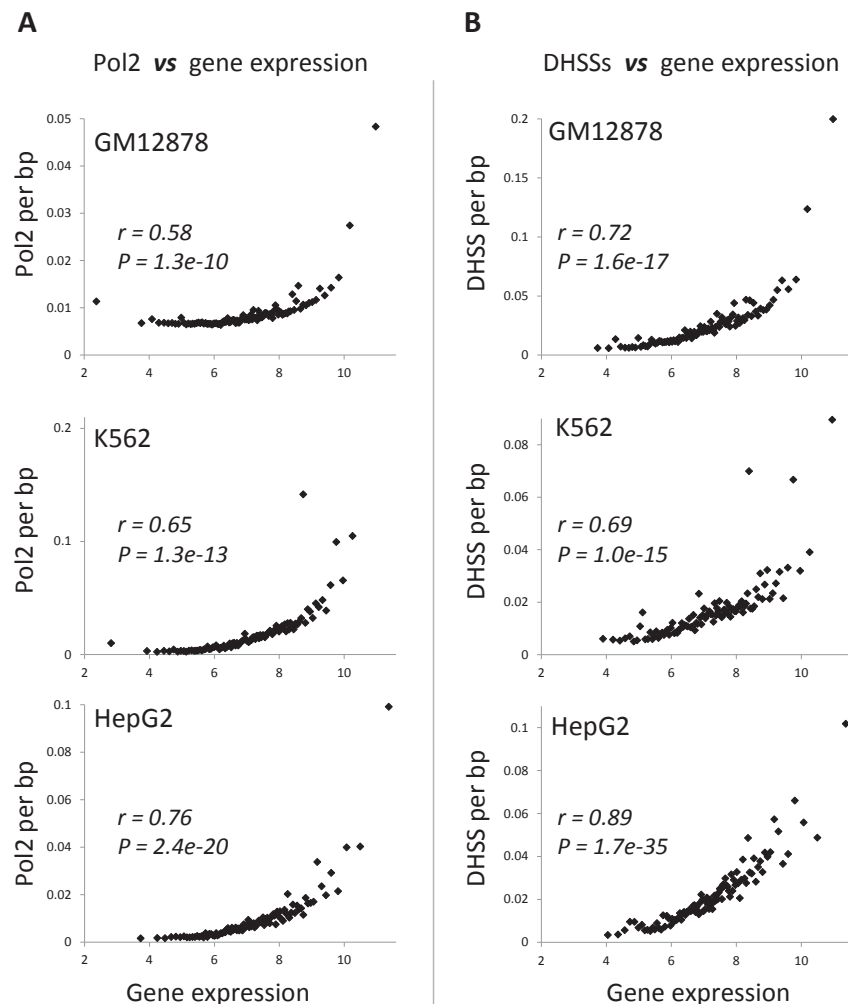 A
Pol2 vs gene expression
Pol2 per bp
0.05
0.04
0.03
0.02
0.01
0
GM12878
r = 0.58
P = 1.3e-10
2 4 6 8 10
Pol2 per bp
0.2
0.1
0
K562
r = 0.65
P = 1.3e-13
2 4 6 8 10
Pol2 per bp
0.1
0.08
0.06
0.04
0.02
0
HepG2
r = 0.76
P = 2.4e-20
2 4 6 8 10
Gene expression
B
DHSSs vs gene expression
DHSS per bp
0.2
0.15
0.1
0.05
0
GM12878
r = 0.72
P = 1.6e-17
2 4 6 8 10
DHSS per bp
0.08
0.06
0.04
0.02
0
K562
r = 0.69
P = 1.0e-15
2 4 6 8 10
DHSS per bp
0.1
0.08
0.06
0.04
0.02
0
HepG2
r = 0.89
P = 1.7e-35
2 4 6 8 10
Gene expression